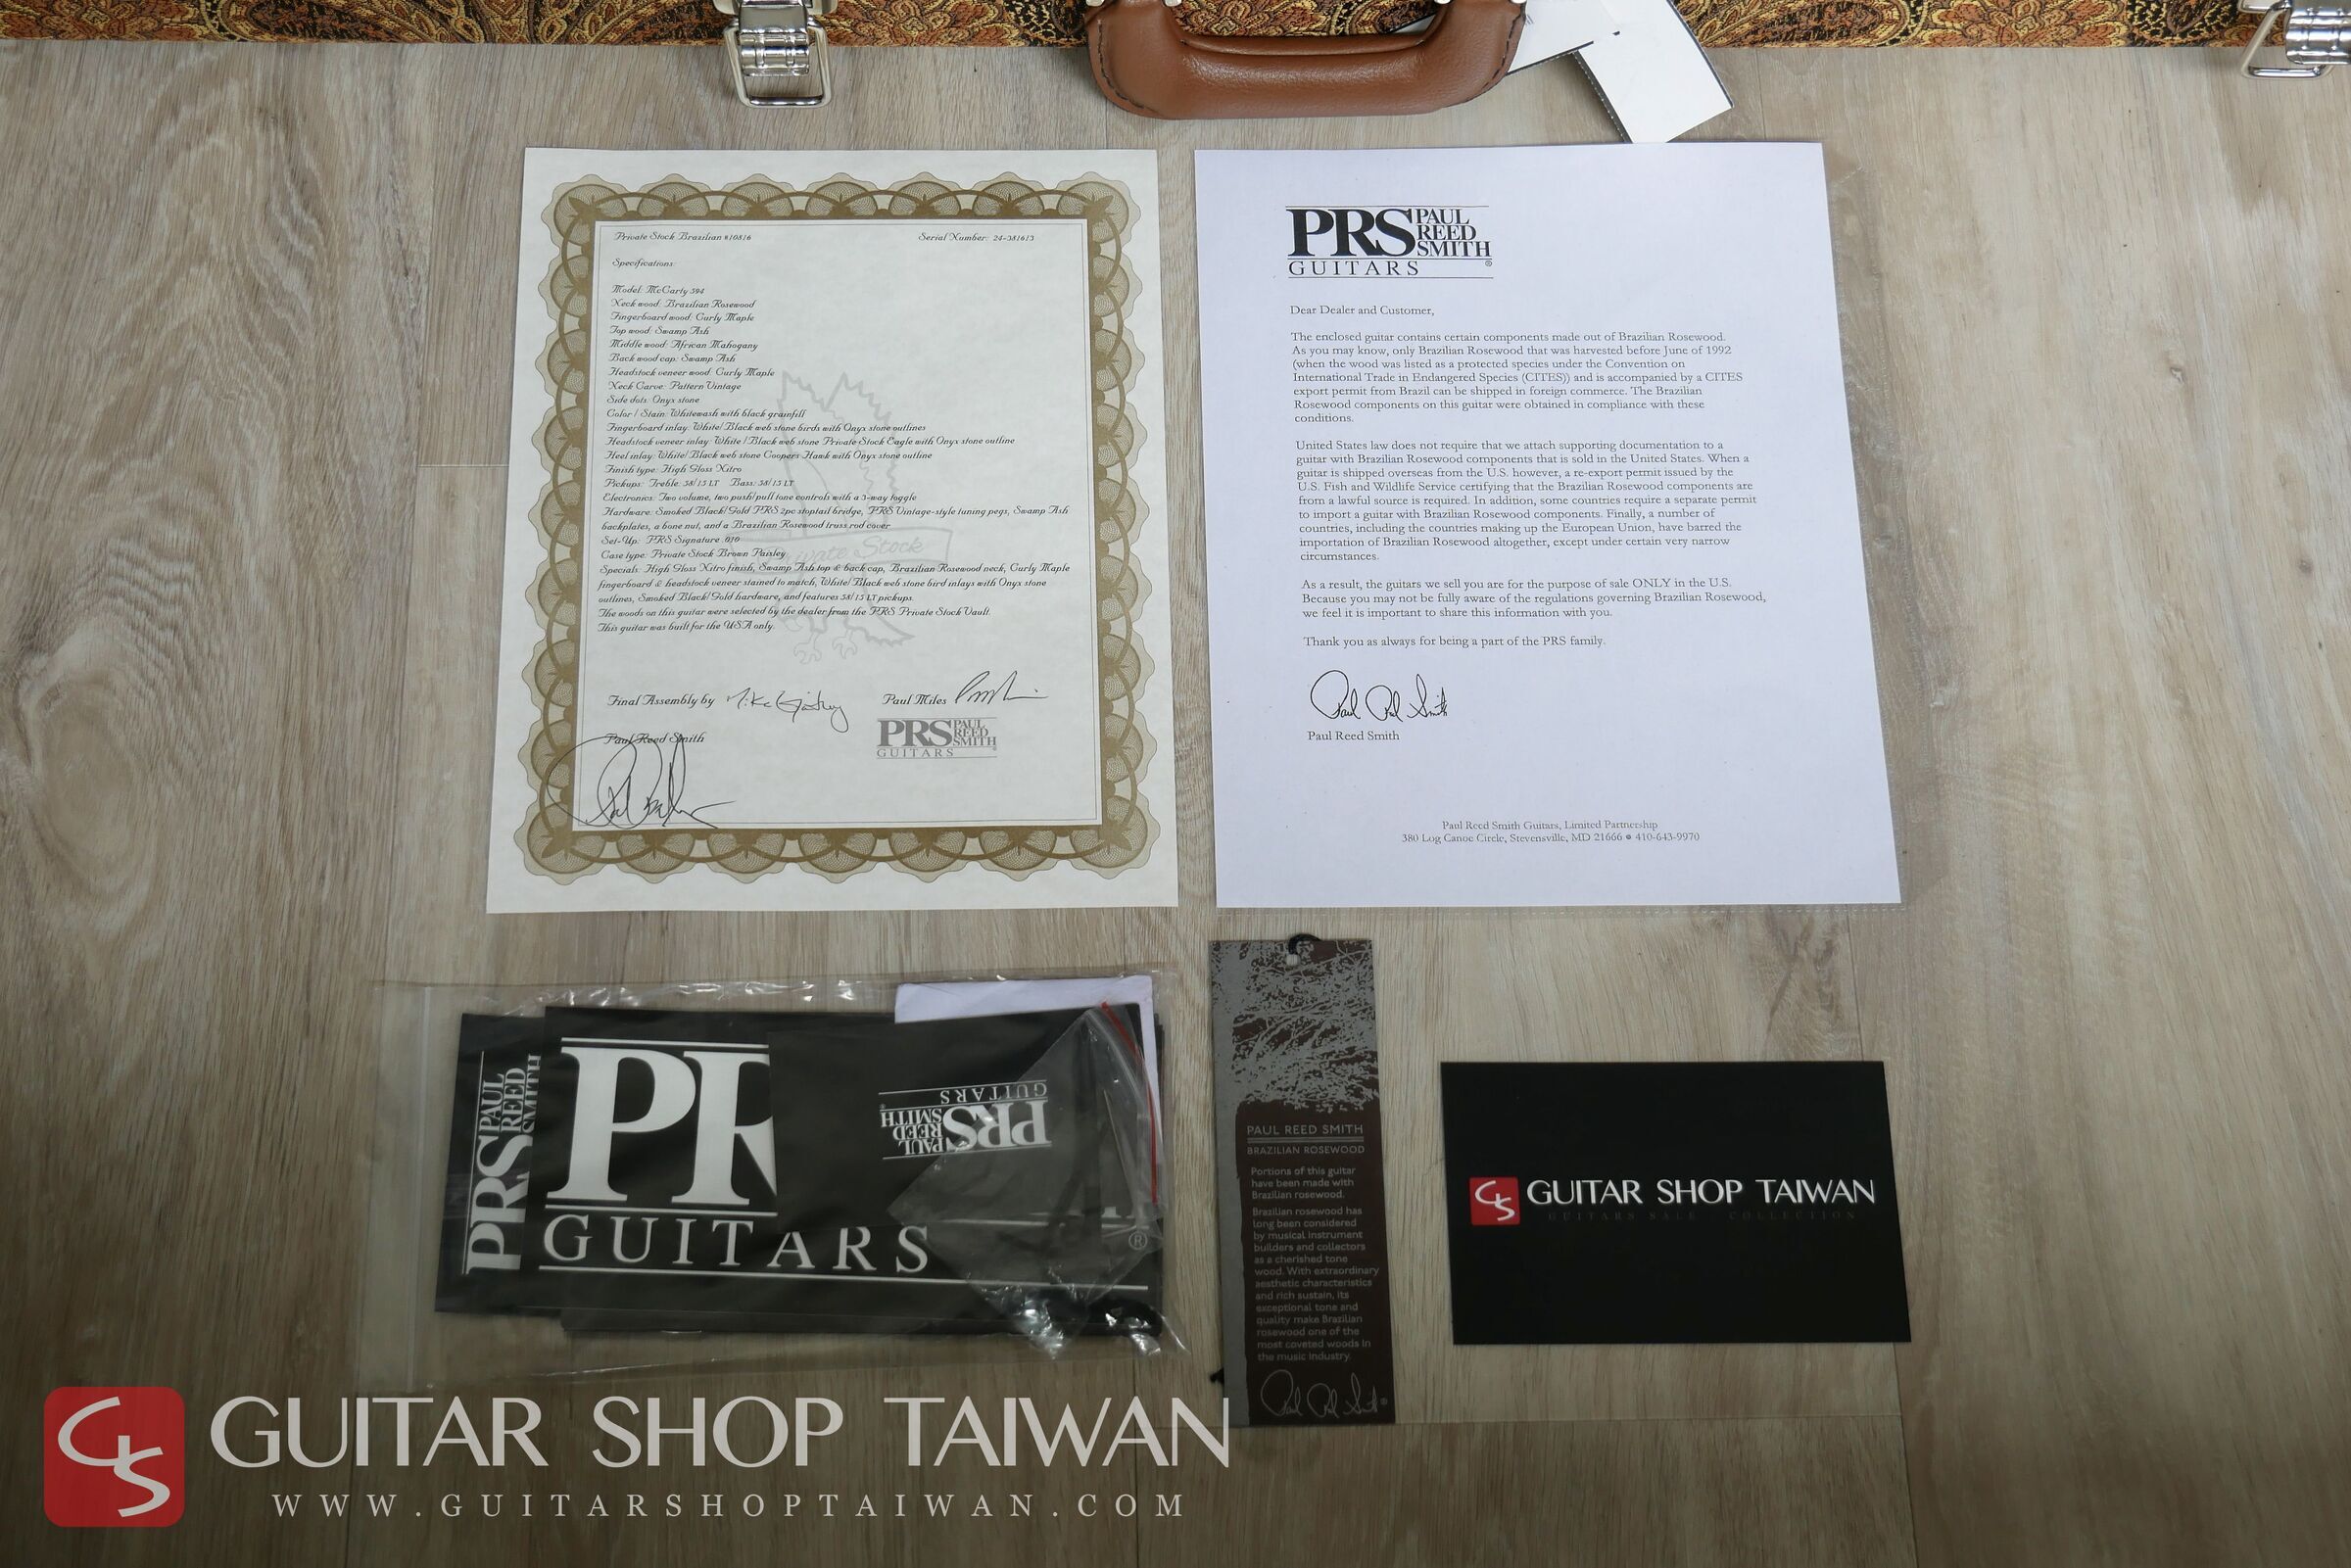 Private Stock Brazilian #10816
Serial Number: 24-381613
Specifications:
Model: McCarty 594
Neck wood: Brazilian Rosewood
Fingerboard wood: Curly Maple
Top wood: Swamp Ash
Middle wood: African Mahogany
Back wood cap: Swamp Ash
Headstock veneer wood: Curly Maple
Neck Carve: Pattern Vintage
Side dots: Onyx stone
Color / Stain: Whitewash with black grainfill
Fingerboard inlay: White/Black web stone birds with Onyx stone outlines
Headstock veneer inlay: White /Black web stone Private Stock Eagle with Onyx stone outline
Heel inlay: White/Black web stone Coopers Hawk with Onyx stone outline
Finish type: High Gloss Nitro
Pickups: Treble: 58/15 LT Bass: 58/15 LT
Electronics: Two volume, two push/pull tone controls with a 3-way toggle
Hardware: Smoked Black/Gold PRS 2pc stoptail bridge, PRS Vintage-style tuning pegs, Swamp Ash
backplates, a bone nut, and a Brazilian Rosewood truss rod cover
Set-Up: PRS Signature .010
Case type: Private Stock Brown Paisley
Private Stock
Specials: High Gloss Nitro finish, Swamp Ash top & back cap, Brazilian Rosewood neck, Curly Maple
fingerboard & headstock veneer stained to match, White/Black web stone bird inlays with Onyx stone
outlines, Smoked Black/Gold hardware, and features 58/15 LT pickups.
The woods on this guitar were selected by the dealer from the PRS Private Stock Vault.
This guitar was built for the USA only.
Final Assembly by
Paul Miles
Paul Reed Smith
PRS PAUL REED SMITH
GUITARS
PRS PAUL REED SMITH
GUITARS
Dear Dealer and Customer,
The enclosed guitar contains certain components made out of Brazilian Rosewood.
As you may know, only Brazilian Rosewood that was harvested before June of 1992
(when the wood was listed as a protected species under the Convention on
International Trade in Endangered Species (CITES)) and is accompanied by a CITES
export permit from Brazil can be shipped in foreign commerce. The Brazilian
Rosewood components on this guitar were obtained in compliance with these
conditions.
United States law does not require that we attach supporting documentation to a
guitar with Brazilian Rosewood components that is sold in the United States. When a
guitar is shipped overseas from the U.S. however, a re-export permit issued by the
U.S. Fish and Wildlife Service certifying that the Brazilian Rosewood components are
from a lawful source is required. In addition, some countries require a separate permit
to import a guitar with Brazilian Rosewood components. Finally, a number of
countries, including the countries making up the European Union, have barred the
importation of Brazilian Rosewood altogether, except under certain very narrow
circumstances.
As a result, the guitars we sell you are for the purpose of sale ONLY in the U.S.
Because you may not be fully aware of the regulations governing Brazilian Rosewood,
we feel it is important to share this information with you.
Thank you as always for being a part of the PRS family.
Paul Reed Smith
Paul Reed Smith
Paul Reed Smith Guitars, Limited Partnership
380 Log Canoe Circle, Stevensville, MD 21666 ● 410-643-9970
PRS PAUL REED SMITH
PR
GUITARS
PRS PAUL REED SMITH
GUITARS
PAUL REED SMITH
BRAZILIAN ROSEWOOD
Portions of this guitar
have been made with
Brazilian rosewood.
Brazilian rosewood has
long been considered
by musical instrument
builders and collectors
as a cherished tone
wood. With extraordinary
aesthetic characteristics
and rich sustain, its
exceptional tone and
quality make Brazilian
rosewood one of the
most coveted woods in
the music industry.
GS GUITAR SHOP TAIWAN
GUITARS SALE COLLECTION
GS GUITAR SHOP TAIWAN
WWW.GUITARSHOPTAIWAN.COM